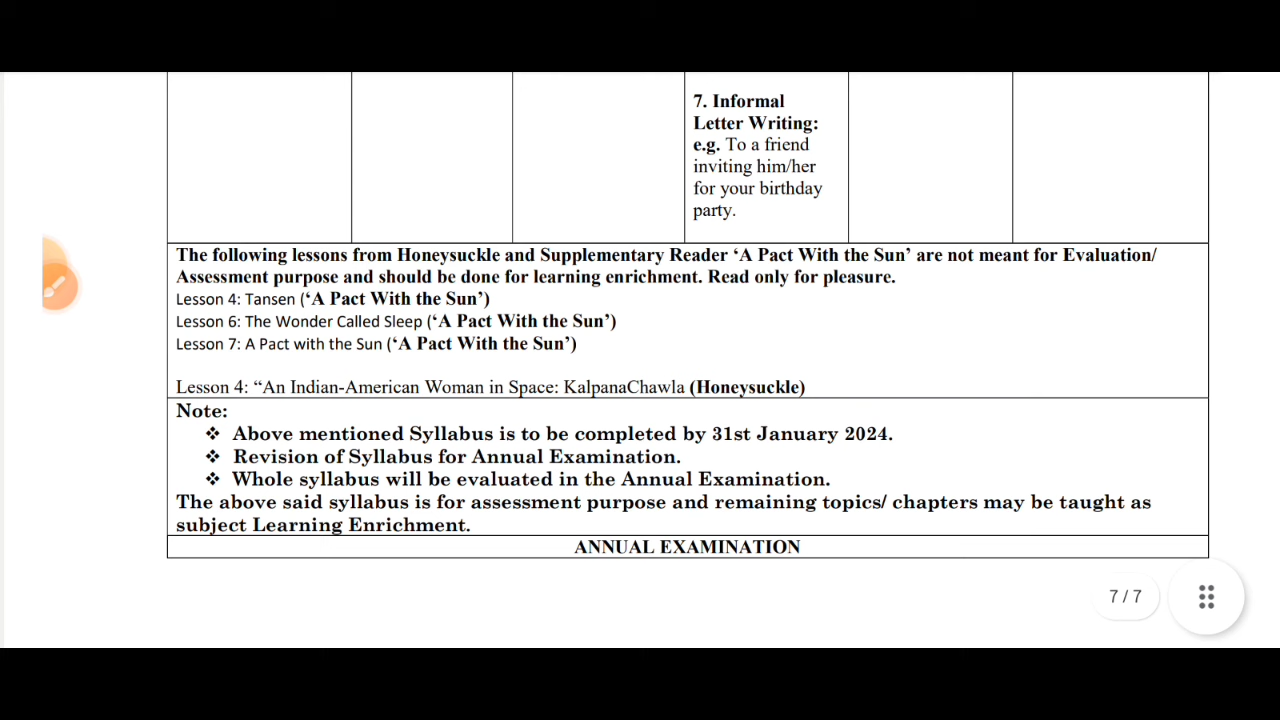 7. Informal
Letter Writing:
e.g. To a friend
inviting him/her
for your birthday
party.
The following lessons from Honeysuckle and Supplementary Reader ‘A Pact With the Sun’ are not meant for Evaluation/
Assessment purpose and should be done for learning enrichment. Read only for pleasure.
Lesson 4: Tansen (‘A Pact With the Sun’)
Lesson 6: The Wonder Called Sleep (‘A Pact With the Sun’)
Lesson 7: A Pact with the Sun (‘A Pact With the Sun’)
Lesson 4: “An Indian-American Woman in Space: KalpanaChawla (Honeysuckle)
Note:
❖ Above mentioned Syllabus is to be completed by 31st January 2024.
❖ Revision of Syllabus for Annual Examination.
❖ Whole syllabus will be evaluated in the Annual Examination.
The above said syllabus is for assessment purpose and remaining topics/ chapters may be taught as
subject Learning Enrichment.
ANNUAL EXAMINATION
7 / 7